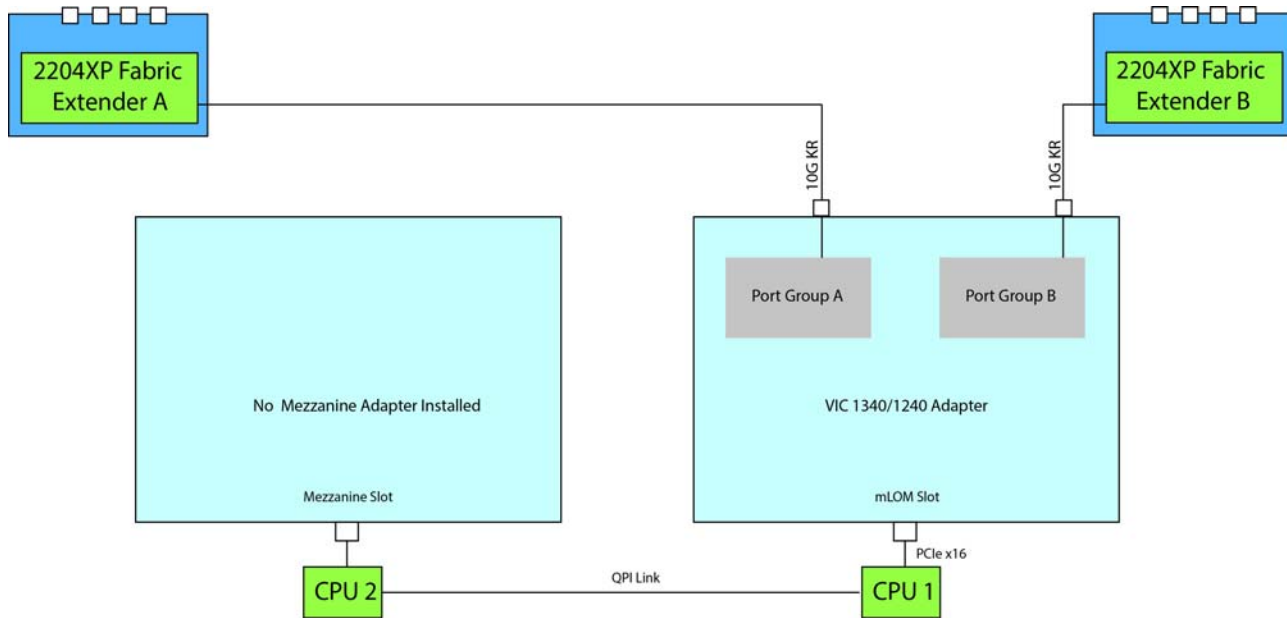 2204XP Fabric
Extender A
2204XP Fabric
Extender B
10G KR
10G KR
Port Group A
Port Group B
No Mezzanine Adapter Installed
VIC 1340/1240 Adapter
Mezzanine Slot
mLOM Slot
PCIe x16
QPI Link
CPU 2
CPU 1